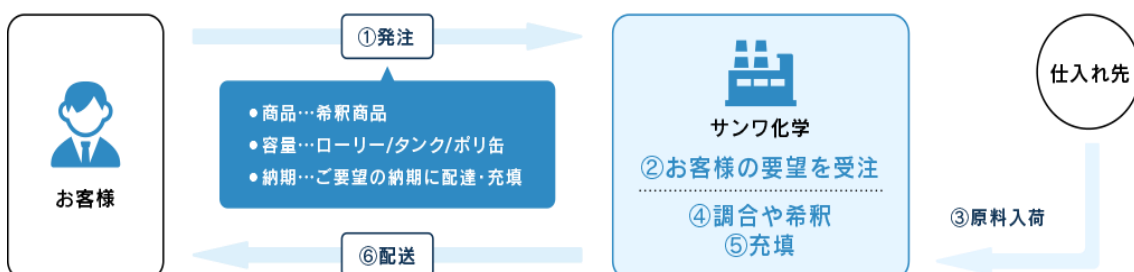 ①発注
●商品…希釈商品
●容量…ローリー/タンク/ポリ缶
●納期…ご要望の納期に配達・充填
お客様
サンワ化学
②お客様の要望を受注
④調合や希釈
⑤充填
仕入れ先
③原料入荷
⑥配送